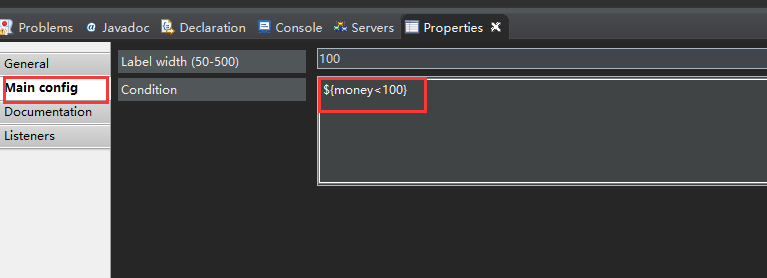 Problems @ Javadoc Declaration Console Servers Properties
General
Label width (50-500) 100
Main config
Condition ${money<100}
Documentation
Listeners